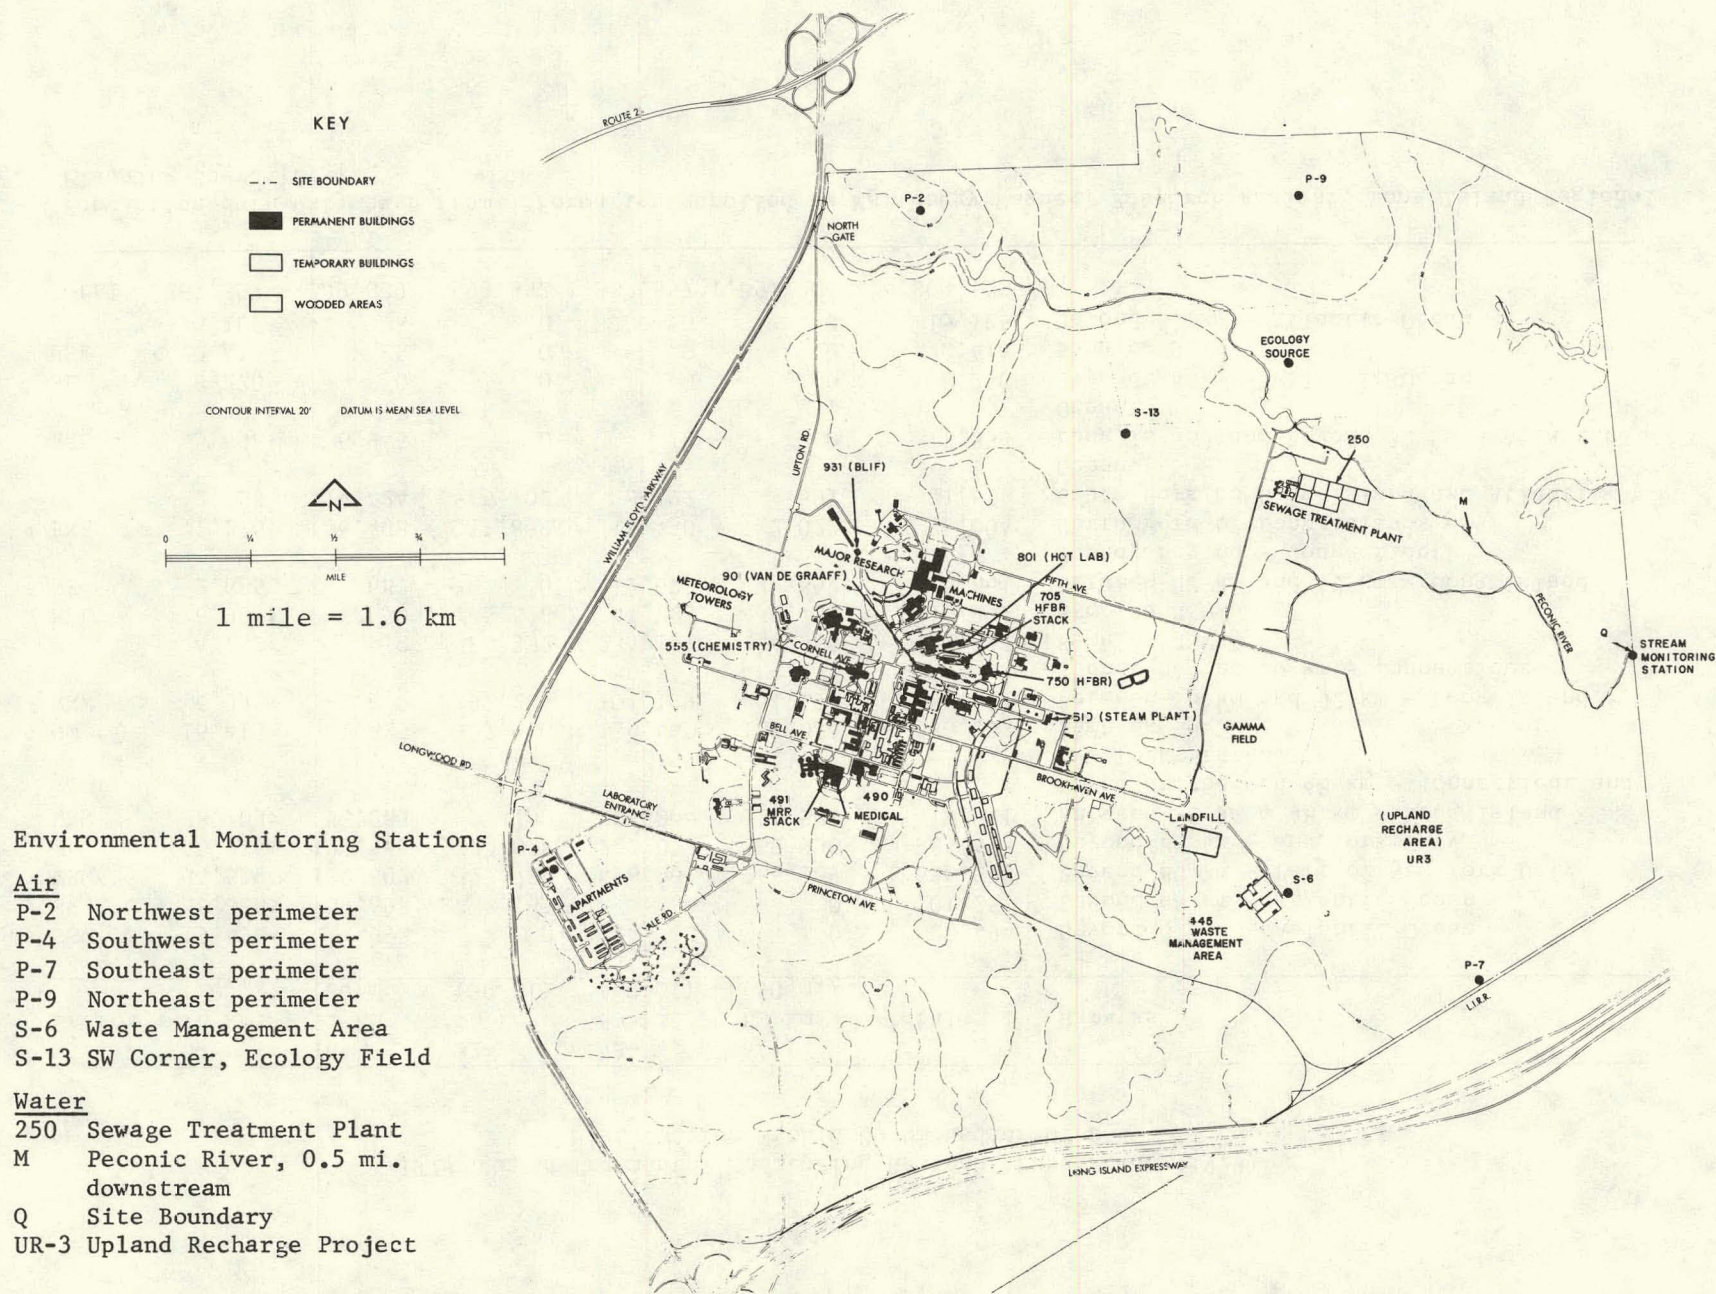 KEY
SITE BOUNDARY
PERMANENT BUILDINGS
TEMPORARY BUILDINGS
WOODED AREAS
CONTOUR INTERVAL 20' DATUM IS MEAN SEA LEVEL
N
0 ¼ ½ ¾ 1
MILE
1 mile = 1.6 km
ROUTE 2
WILLIAM FLOYD PARKWAY
NORTH
GATE
P-2
P-9
UPTON RD.
ECOLOGY
SOURCE
S-13
250
SEWAGE TREATMENT PLANT
M
PECONIC RIVER
Q
STREAM
MONITORING
STATION
931 (BLIF)
MAJOR RESEARCH
MACHINES
901 (VAN DE GRAAFF)
METEOROLOGY
TOWERS
801 (HOT LAB)
FIFTH AVE
705
HFBR
STACK
555 (CHEMISTRY)
CORNELL AVE.
750 HFBR)
510 (STEAM PLANT)
GAMMA
FIELD
BELL AVE.
BROOKHAVEN AVE.
LONGWOOD RD.
LABORATORY
ENTRANCE
491
MRR
STACK
490
MEDICAL
LANDFILL
(UPLAND
RECHARGE
AREA)
UR3
P-4
APARTMENTS
YALE RD.
PRINCETON AVE.
S-6
445
WASTE
MANAGEMENT
AREA
P-7
L.I.R.R.
LONG ISLAND EXPRESSWAY
Environmental Monitoring Stations
Air
P-2 Northwest perimeter
P-4 Southwest perimeter
P-7 Southeast perimeter
P-9 Northeast perimeter
S-6 Waste Management Area
S-13 SW Corner, Ecology Field
Water
250 Sewage Treatment Plant
M Peconic River, 0.5 mi.
downstream
Q Site Boundary
UR-3 Upland Recharge Project